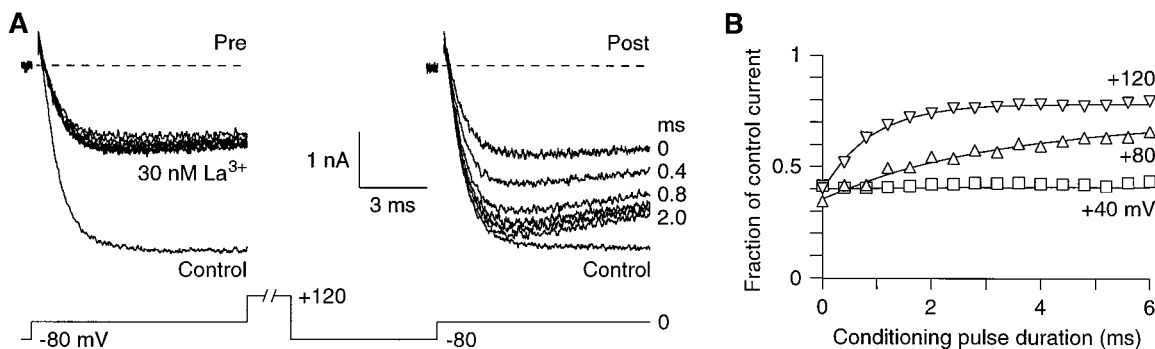 A
Pre
30 nM La³⁺
Control
1 nA
3 ms
Post
ms
0
0.4
0.8
2.0
Control
-80 mV
+120
-80
0
B
Fraction of control current
1
0.5
0
+120
+80
+40 mV
0
2
4
6
Conditioning pulse duration (ms)